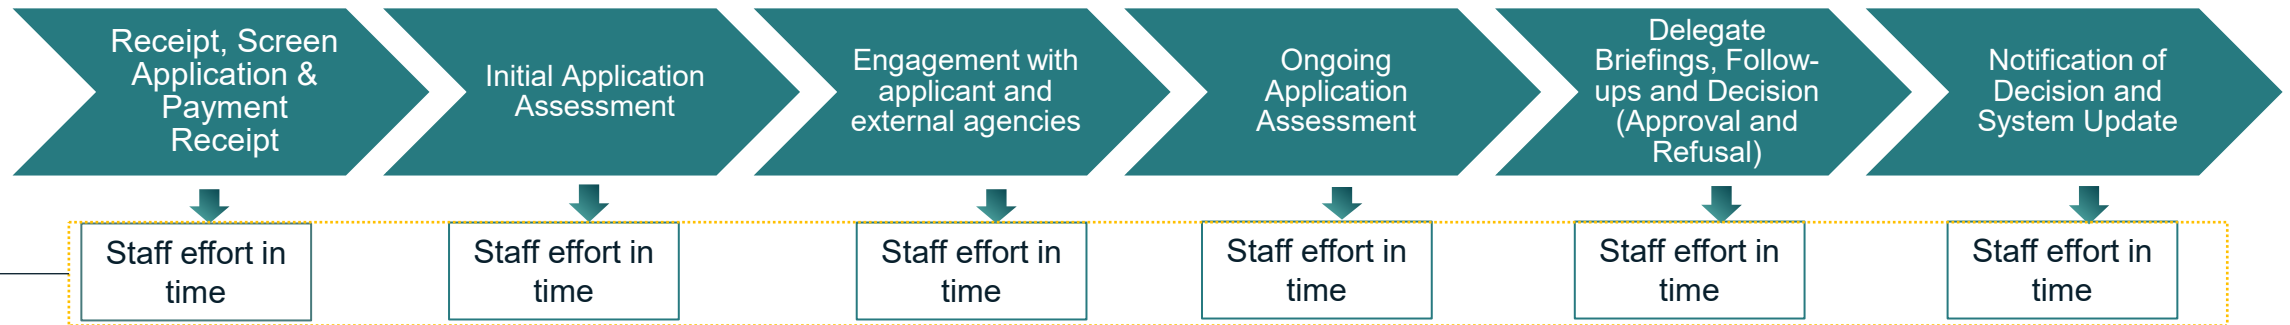 Receipt, Screen
Application &
Payment
Receipt
Initial Application
Assessment
Engagement with
applicant and
external agencies
Ongoing
Application
Assessment
Delegate
Briefings, Follow-
ups and Decision
(Approval and
Refusal)
Notification of
Decision and
System Update
Staff effort in
time
Staff effort in
time
Staff effort in
time
Staff effort in
time
Staff effort in
time
Staff effort in
time